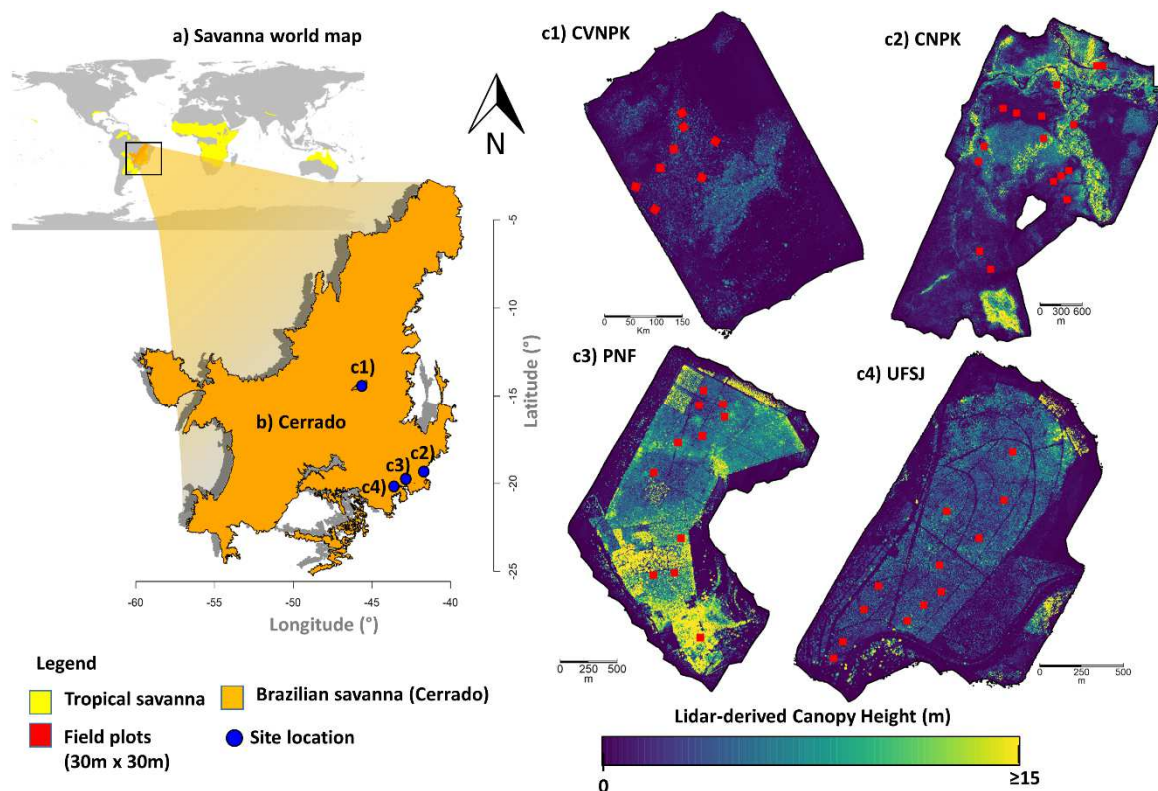 a) Savanna world map
N
-5
-10
-15
-20
-25
Latitude (°)
c1)
b) Cerrado
c2)
c3)
c4)
-60 -55 -50 -45 -40
Longitude (°)
Legend
Tropical savanna
Brazilian savanna (Cerrado)
Field plots
(30m x 30m)
Site location
c1) CVNPK
0 50 100 150
Km
c2) CNPK
0 300 600
m
c3) PNF
0 250 500
m
c4) UFSJ
0 250 500
m
Lidar-derived Canopy Height (m)
0 ≥15